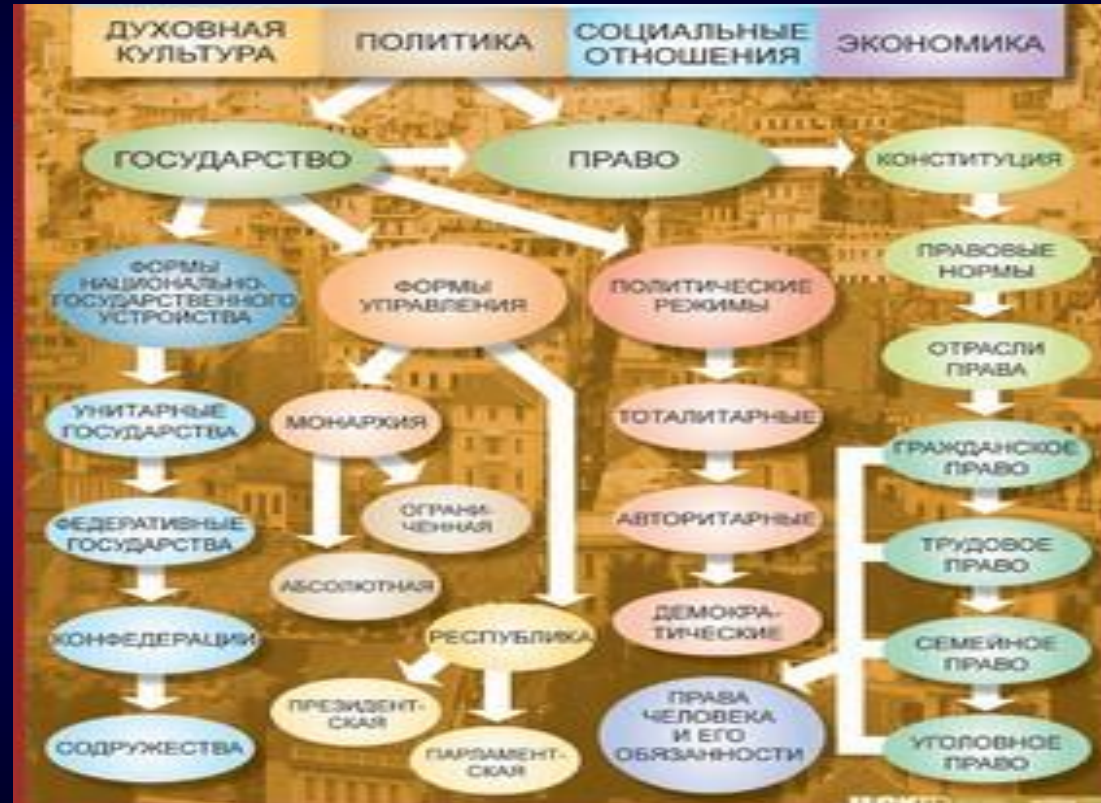 ДУХОВНАЯ
КУЛЬТУРА
ПОЛИТИКА
СОЦИАЛЬНЫЕ
ОТНОШЕНИЯ
ЭКОНОМИКА
ГОСУДАРСТВО
ПРАВО
КОНСТИТУЦИЯ
ФОРМЫ
НАЦИОНАЛЬНО-
ГОСУДАРСТВЕННОГО
УСТРОЙСТВА
ФОРМЫ
УПРАВЛЕНИЯ
ПОЛИТИЧЕСКИЕ
РЕЖИМЫ
ПРАВОВЫЕ
НОРМЫ
ОТРАСЛИ
ПРАВА
УНИТАРНЫЕ
ГОСУДАРСТВА
МОНАРХИЯ
ТОТАЛИТАРНЫЕ
ГРАЖДАНСКОЕ
ПРАВО
ФЕДЕРАТИВНЫЕ
ГОСУДАРСТВА
ОГРАНИ-
ЧЕННАЯ
АВТОРИТАРНЫЕ
ТРУДОВОЕ
ПРАВО
АБСОЛЮТНАЯ
КОНФЕДЕРАЦИИ
РЕСПУБЛИКА
ДЕМОКРА-
ТИЧЕСКИЕ
СЕМЕЙНОЕ
ПРАВО
ПРЕЗИДЕНТ-
СКАЯ
ПРАВА
ЧЕЛОВЕКА
И ЕГО
ОБЯЗАННОСТИ
СОДРУЖЕСТВА
ПАРЛАМЕНТ-
СКАЯ
УГОЛОВНОЕ
ПРАВО